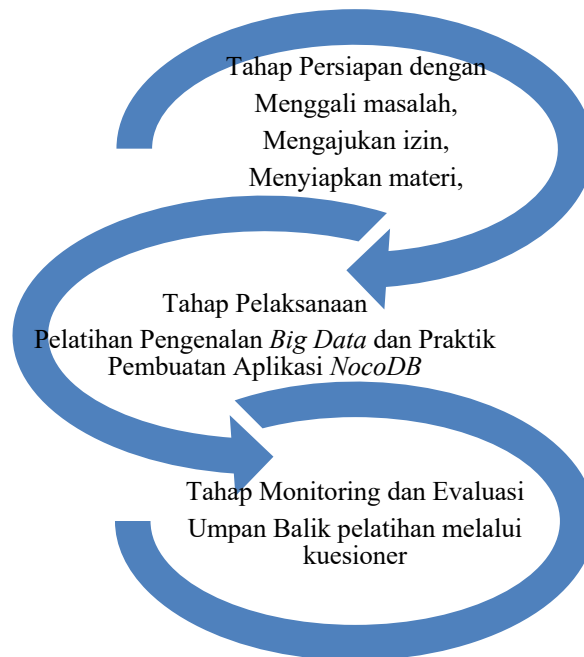 Tahap Persiapan dengan
Menggali masalah,
Mengajukan izin,
Menyiapkan materi,
Tahap Pelaksanaan
Pelatihan Pengenalan Big Data dan Praktik
Pembuatan Aplikasi NocoDB
Tahap Monitoring dan Evaluasi
Umpan Balik pelatihan melalui
kuesioner